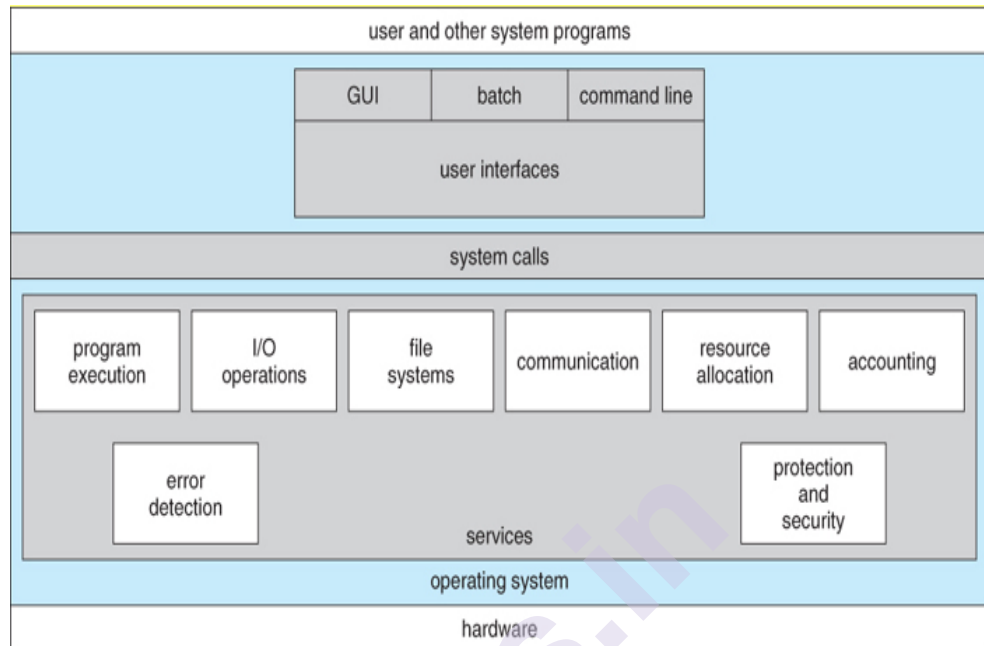 user and other system programs
GUI
batch
command line
user interfaces
system calls
program
execution
I/O
operations
file
systems
communication
resource
allocation
accounting
error
detection
protection
and
security
services
operating system
hardware